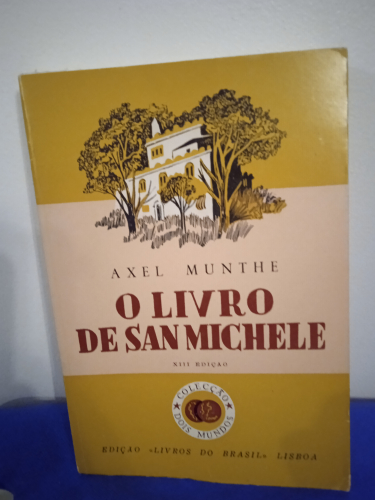 AXEL MUNTHE
O LIVRO
DE SAN MICHELE
XIII EDIÇÃO
COLECÇÃO
DOIS MUNDOS
EDIÇÃO «LIVROS DO BRASIL» LISBOA